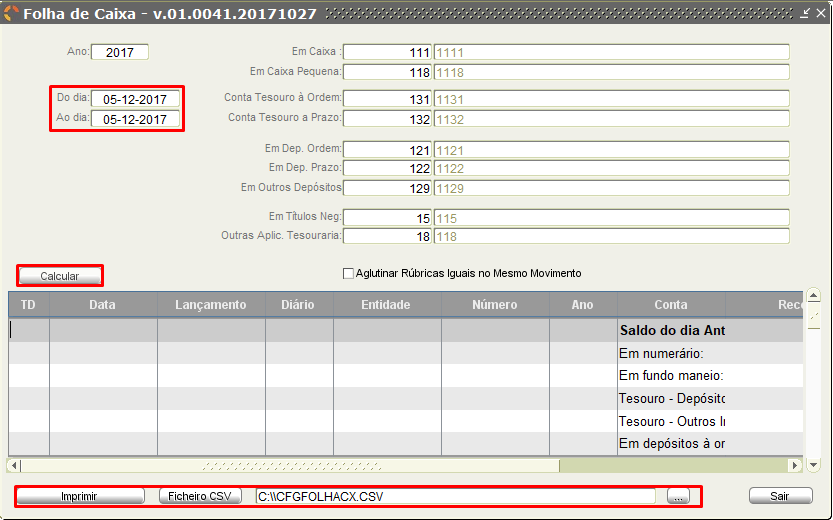 Folha de Caixa - v.01.0041.20171027
Ano: 2017
Em Caixa : 111 1111
Em Caixa Pequena: 118 1118
Do dia: 05-12-2017
Conta Tesouro à Ordem: 131 1131
Ao dia: 05-12-2017
Conta Tesouro a Prazo: 132 1132
Em Dep. Ordem: 121 1121
Em Dep. Prazo: 122 1122
Em Outros Depósitos 129 1129
Em Títulos Neg: 15 115
Outras Aplic. Tesouraria: 18 118
Calcular
Aglutinar Rúbricas Iguais no Mesmo Movimento
TD Data Lançamento Diário Entidade Número Ano Conta Rece
Saldo do dia Ant
Em numerário:
Em fundo maneio:
Tesouro - Depósito
Tesouro - Outros In
Em depósitos à or
Imprimir Ficheiro CSV C:\\CFGFOLHACX.CSV ... Sair